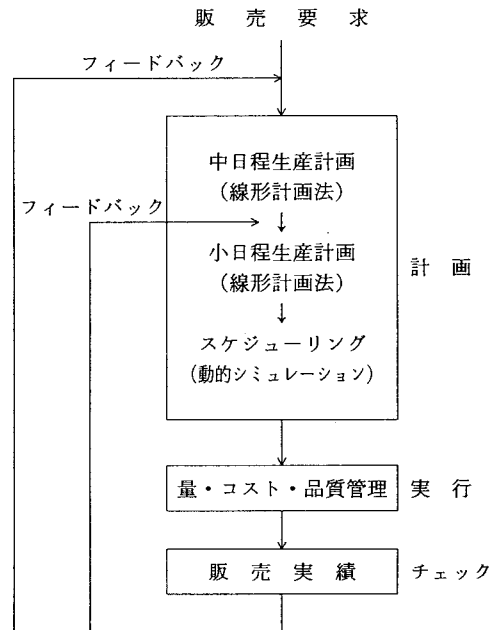 販売要求
フィードバック
中日程生産計画
(線形計画法)
フィードバック
小日程生産計画
(線形計画法)
計画
スケジューリング
(動的シミュレーション)
量・コスト・品質管理
実行
販売実績
チェック